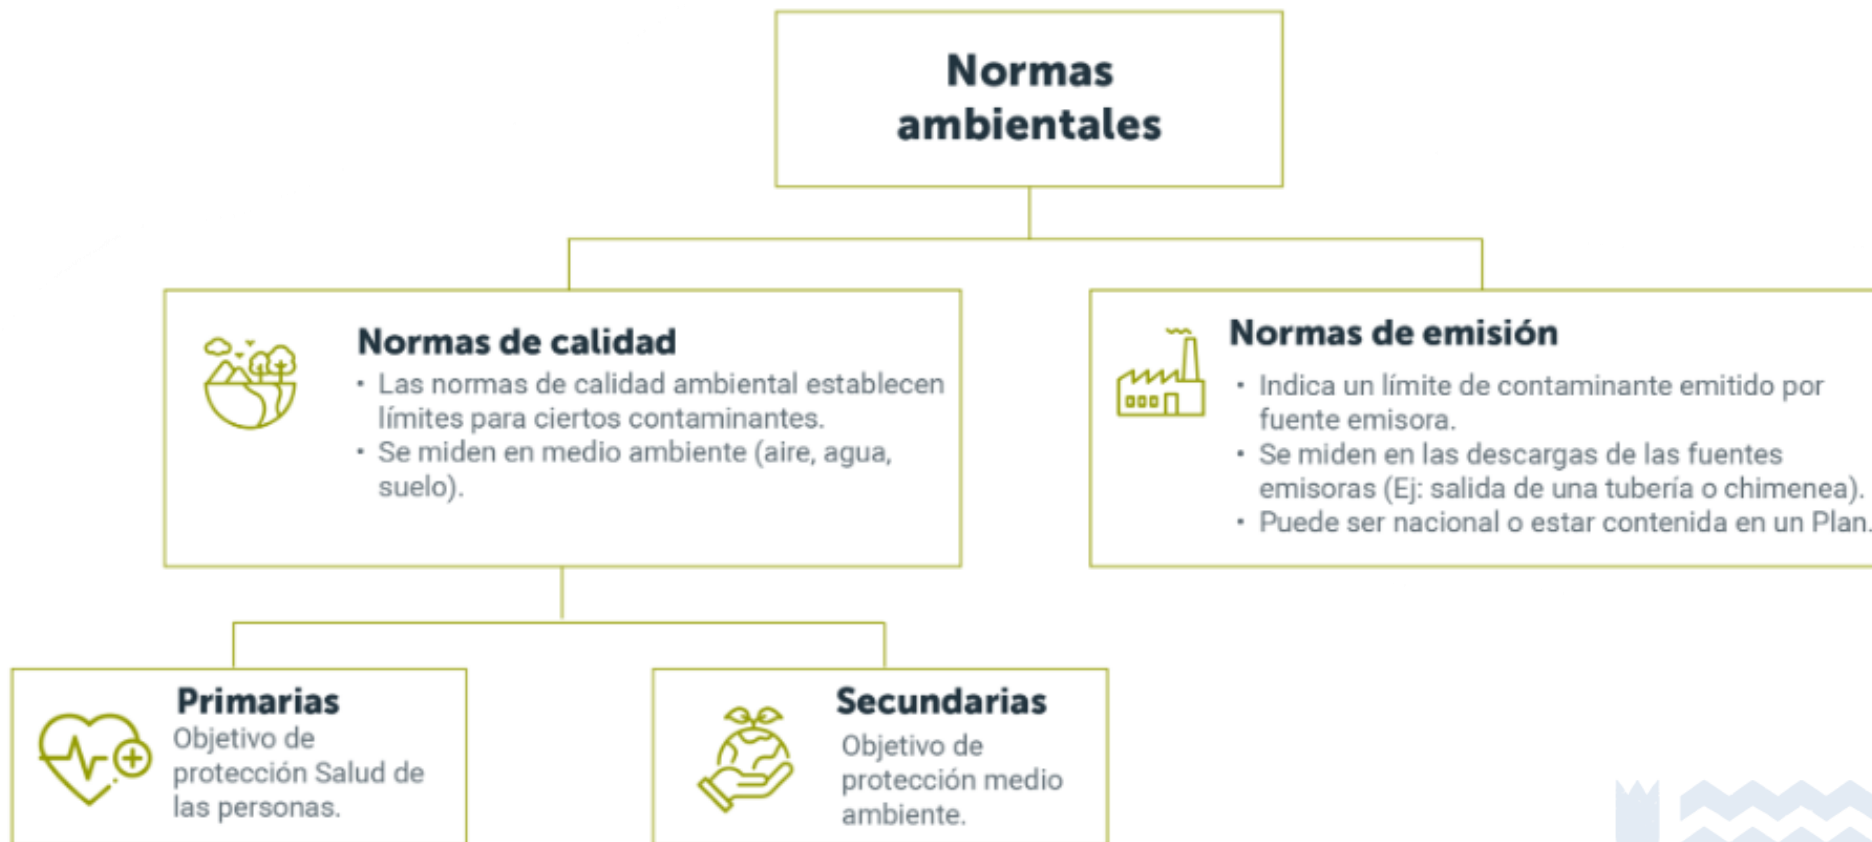 Normas
ambientales
Normas de calidad
• Las normas de calidad ambiental establecen
límites para ciertos contaminantes.
• Se miden en medio ambiente (aire, agua,
suelo).
Normas de emisión
• Indica un límite de contaminante emitido por
fuente emisora.
• Se miden en las descargas de las fuentes
emisoras (Ej: salida de una tubería o chimenea).
• Puede ser nacional o estar contenida en un Plan.
Primarias
Objetivo de
protección Salud de
las personas.
Secundarias
Objetivo de
protección medio
ambiente.